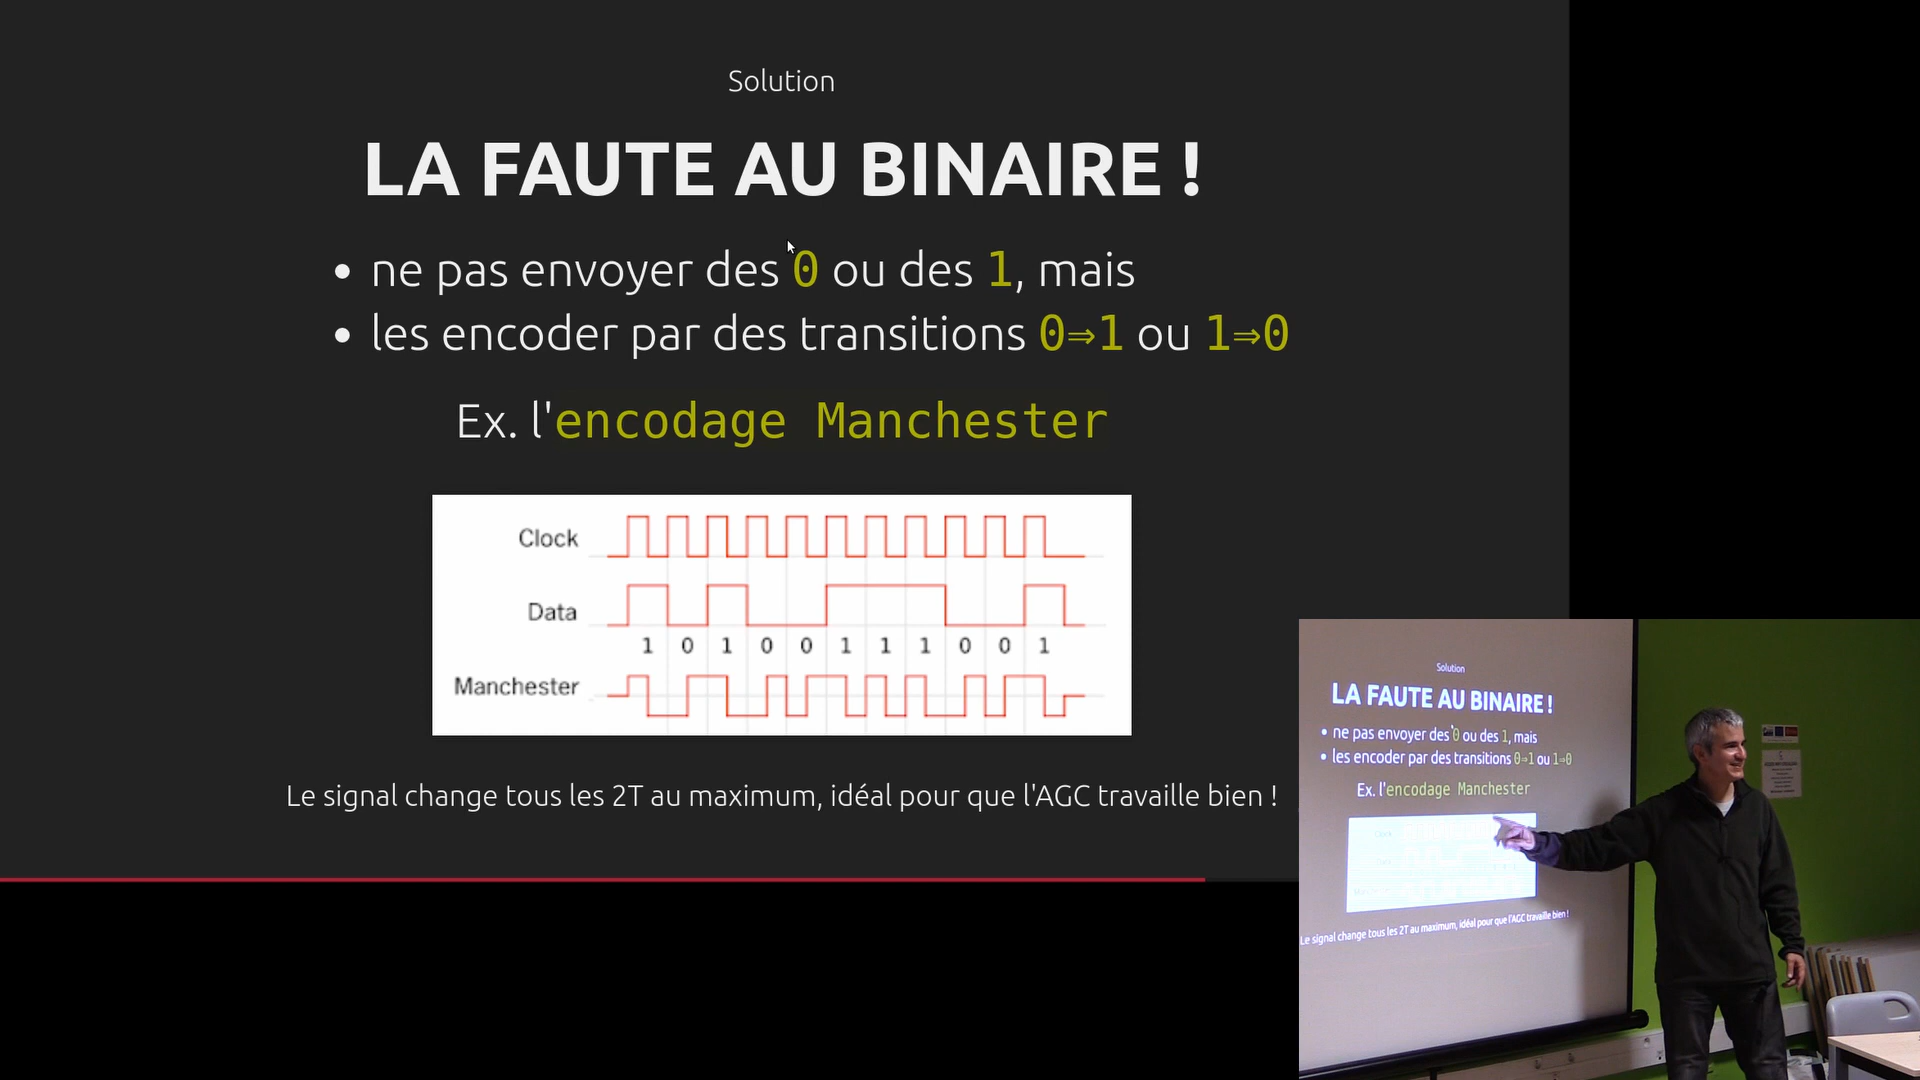 Solution
LA FAUTE AU BINAIRE !
• ne pas envoyer des 0 ou des 1, mais
• les encoder par des transitions 0⇒1 ou 1⇒0
Ex. l'encodage Manchester
Clock
Data
1 0 1 0 0 1 1 1 0 0 1
Manchester
Le signal change tous les 2T au maximum, idéal pour que l'AGC travaille bien !
Solution
LA FAUTE AU BINAIRE !
• ne pas envoyer des 0 ou des 1, mais
• les encoder par des transitions 0⇒1 ou 1⇒0
Ex. l'encodage Manchester
Le signal change tous les 2T au maximum, idéal pour que l'AGC travaille bien !